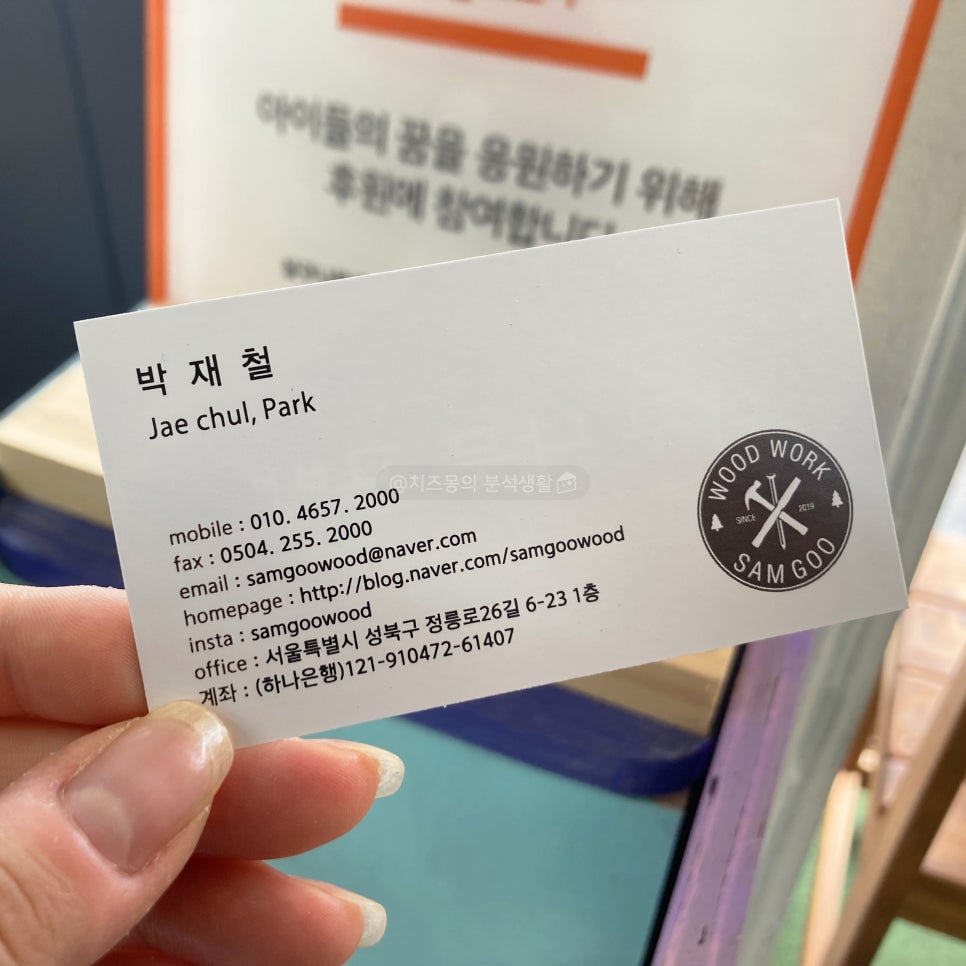 아이들의 꿈을 응원하기 위해
후원에 참여합니다
박 재 철
Jae chul, Park
@치즈몽의 분석생활
mobile : 010. 4657. 2000
fax : 0504. 255. 2000
email : samgoowood@naver.com
homepage : http://blog.naver.com/samgoowood
insta : samgoowood
office : 서울특별시 성북구 정릉로26길 6-23 1층
계좌 : (하나은행)121-910472-61407
WOOD WORK
SINCE 2019
SAM GOO